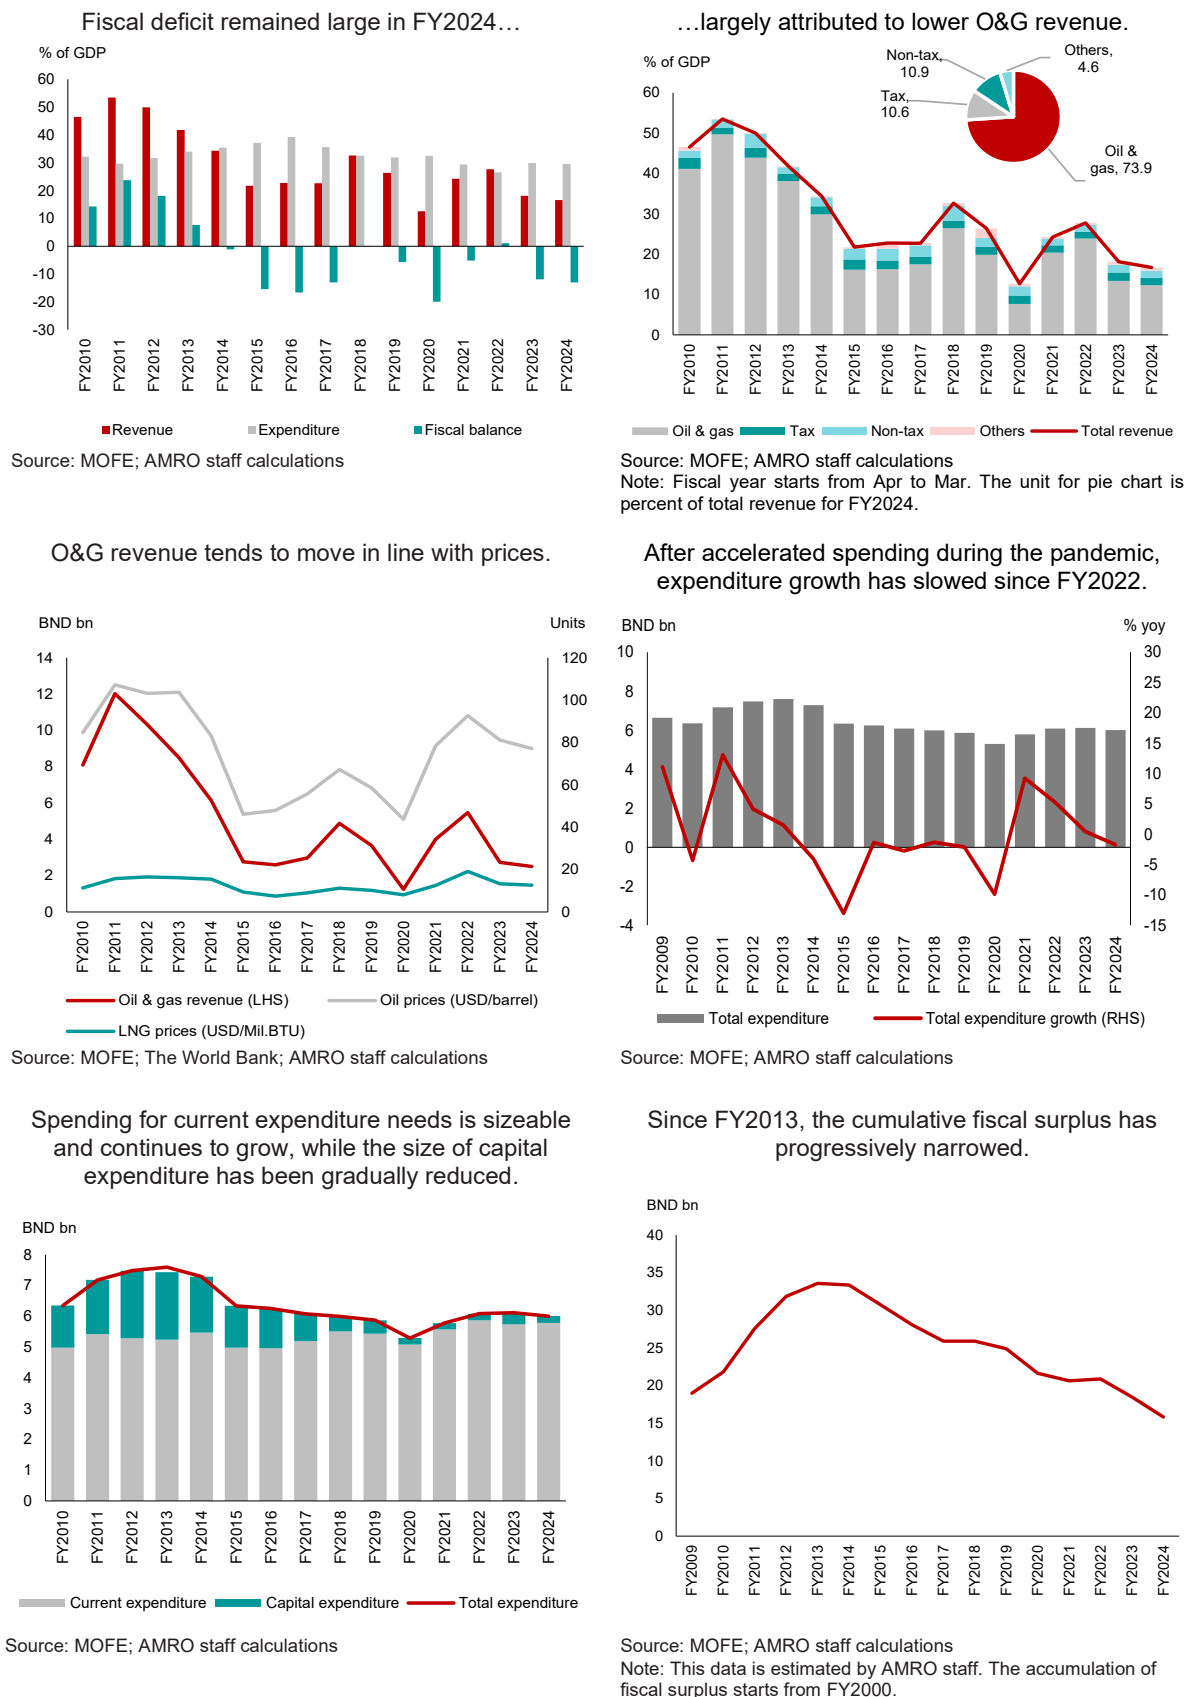 Fiscal deficit remained large in FY2024…
% of GDP
60
50
40
30
20
10
0
-10
-20
-30
FY2010
FY2011
FY2012
FY2013
FY2014
FY2015
FY2016
FY2017
FY2018
FY2019
FY2020
FY2021
FY2022
FY2023
FY2024
Revenue
Expenditure
Fiscal balance
Source: MOFE; AMRO staff calculations
…largely attributed to lower O&G revenue.
% of GDP
60
50
40
30
20
10
0
Non-tax,
10.9
Others,
4.6
Tax,
10.6
Oil &
gas, 73.9
FY2010
FY2011
FY2012
FY2013
FY2014
FY2015
FY2016
FY2017
FY2018
FY2019
FY2020
FY2021
FY2022
FY2023
FY2024
Oil & gas
Tax
Non-tax
Others
Total revenue
Source: MOFE; AMRO staff calculations
Note: Fiscal year starts from Apr to Mar. The unit for pie chart is
percent of total revenue for FY2024.
O&G revenue tends to move in line with prices.
BND bn
Units
14
12
10
8
6
4
2
0
120
100
80
60
40
20
0
FY2010
FY2011
FY2012
FY2013
FY2014
FY2015
FY2016
FY2017
FY2018
FY2019
FY2020
FY2021
FY2022
FY2023
FY2024
Oil & gas revenue (LHS)
Oil prices (USD/barrel)
LNG prices (USD/Mil.BTU)
Source: MOFE; The World Bank; AMRO staff calculations
After accelerated spending during the pandemic,
expenditure growth has slowed since FY2022.
BND bn
% yoy
10
8
6
4
2
0
-2
-4
30
25
20
15
10
5
0
-5
-10
-15
FY2009
FY2010
FY2011
FY2012
FY2013
FY2014
FY2015
FY2016
FY2017
FY2018
FY2019
FY2020
FY2021
FY2022
FY2023
FY2024
Total expenditure
Total expenditure growth (RHS)
Source: MOFE; AMRO staff calculations
Spending for current expenditure needs is sizeable
and continues to grow, while the size of capital
expenditure has been gradually reduced.
BND bn
8
7
6
5
4
3
2
1
0
FY2010
FY2011
FY2012
FY2013
FY2014
FY2015
FY2016
FY2017
FY2018
FY2019
FY2020
FY2021
FY2022
FY2023
FY2024
Current expenditure
Capital expenditure
Total expenditure
Source: MOFE; AMRO staff calculations
Since FY2013, the cumulative fiscal surplus has
progressively narrowed.
BND bn
40
35
30
25
20
15
10
5
0
FY2009
FY2010
FY2011
FY2012
FY2013
FY2014
FY2015
FY2016
FY2017
FY2018
FY2019
FY2020
FY2021
FY2022
FY2023
FY2024
Source: MOFE; AMRO staff calculations
Note: This data is estimated by AMRO staff. The accumulation of
fiscal surplus starts from FY2000.